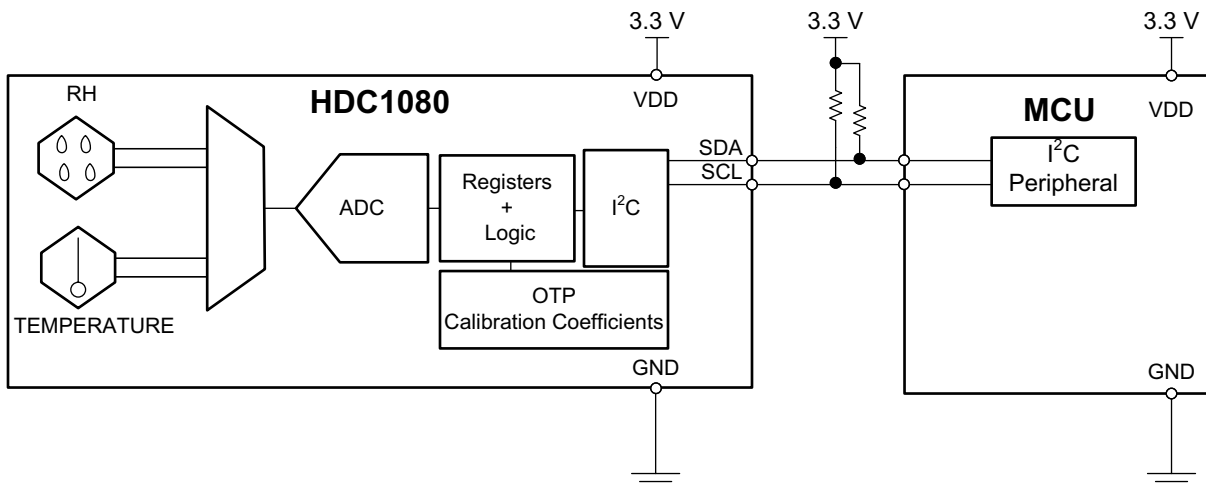 3.3 V
3.3 V
3.3 V
RH
HDC1080
VDD
MCU
VDD
SDA
SCL
I²C
Peripheral
ADC
Registers
+
Logic
I²C
TEMPERATURE
OTP
Calibration Coefficients
GND
GND